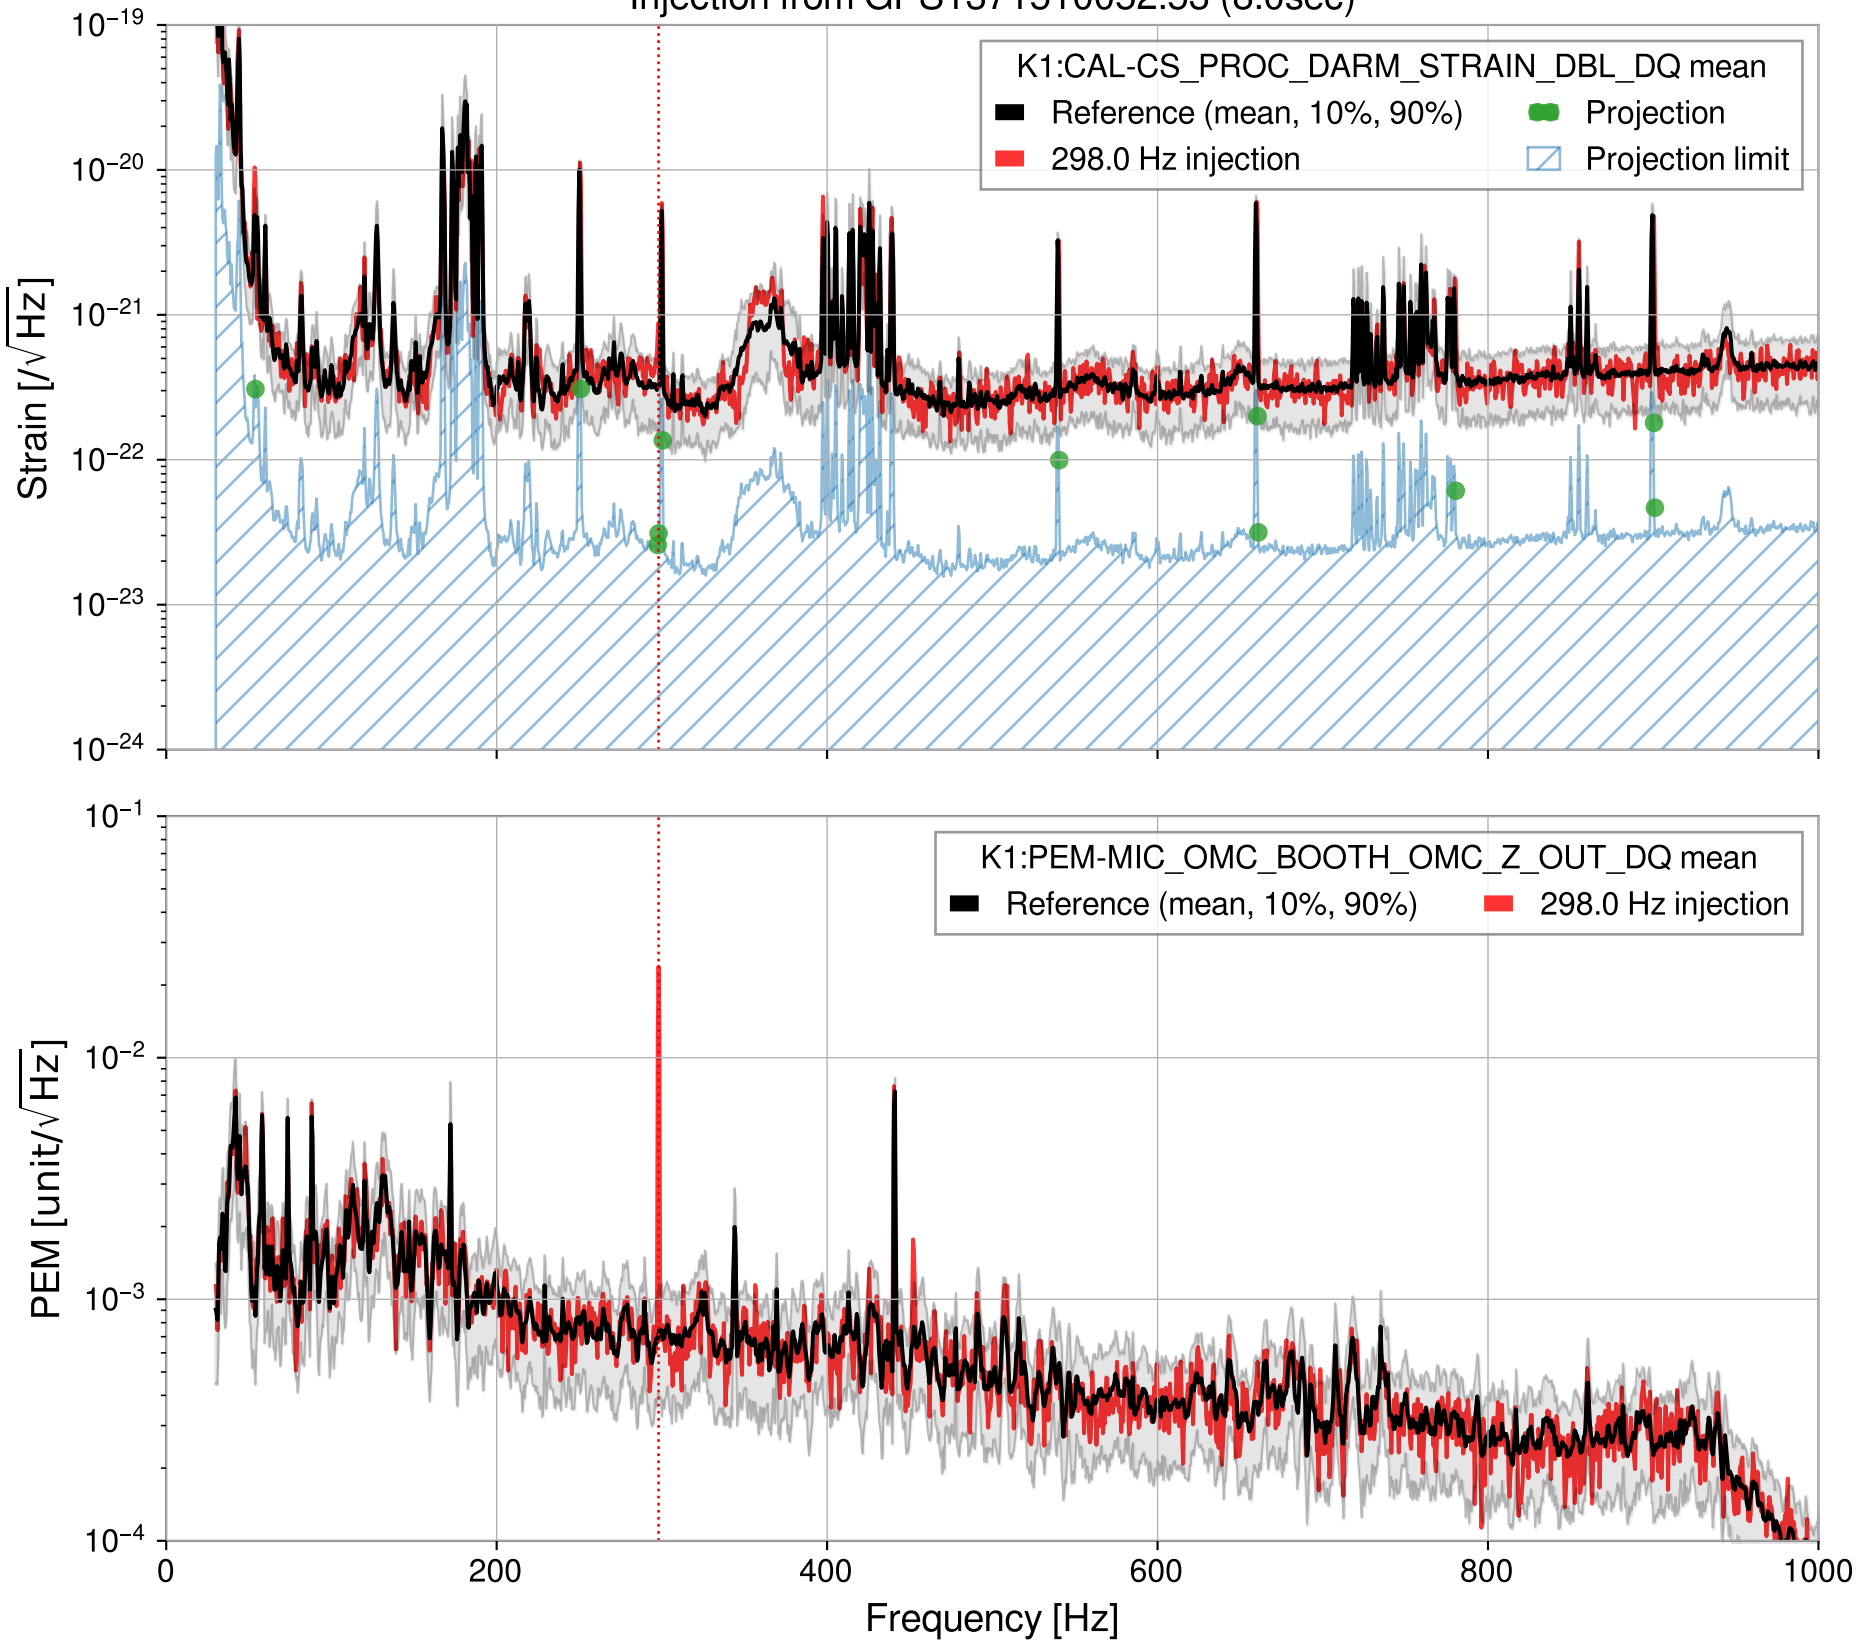 10⁻¹⁹
10⁻²⁰
10⁻²¹
10⁻²²
10⁻²³
10⁻²⁴
Strain [/√Hz]
K1:CAL-CS_PROC_DARM_STRAIN_DBL_DQ mean
Reference (mean, 10%, 90%)
Projection
298.0 Hz injection
Projection limit
10⁻¹
10⁻²
10⁻³
10⁻⁴
PEM [unit/√Hz]
K1:PEM-MIC_OMC_BOOTH_OMC_Z_OUT_DQ mean
Reference (mean, 10%, 90%)
298.0 Hz injection
0 200 400 600 800 1000
Frequency [Hz]